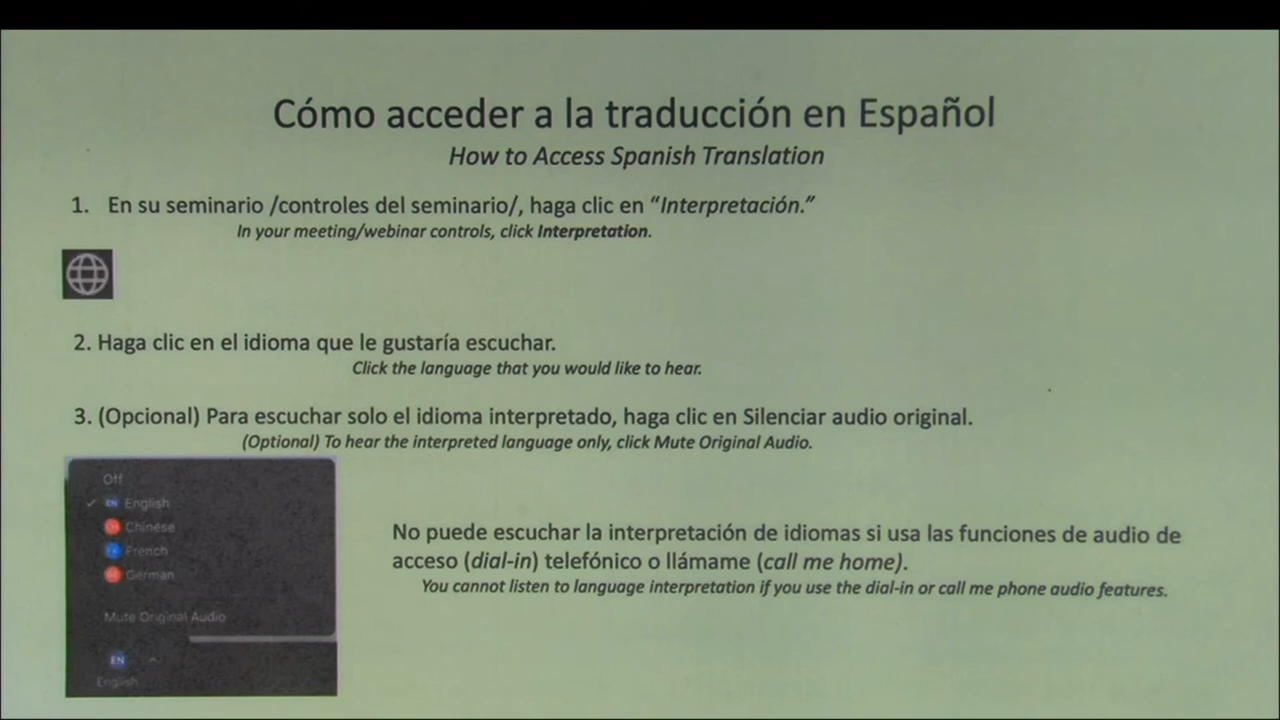 Cómo acceder a la traducción en Español
How to Access Spanish Translation
1. En su seminario /controles del seminario/, haga clic en “Interpretación.”
In your meeting/webinar controls, click Interpretation.
2. Haga clic en el idioma que le gustaría escuchar.
Click the language that you would like to hear.
3. (Opcional) Para escuchar solo el idioma interpretado, haga clic en Silenciar audio original.
(Optional) To hear the interpreted language only, click Mute Original Audio.
Off
✓ EN English
Chinese
French
German
Mute Original Audio
EN
English
No puede escuchar la interpretación de idiomas si usa las funciones de audio de
acceso (dial-in) telefónico o llámame (call me home).
You cannot listen to language interpretation if you use the dial-in or call me phone audio features.